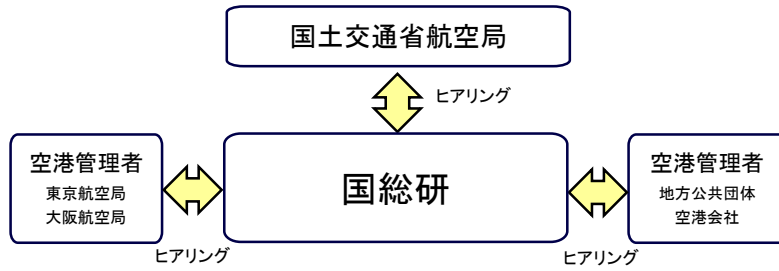 国土交通省航空局
ヒアリング
空港管理者
東京航空局
大阪航空局
国総研
空港管理者
地方公共団体
空港会社
ヒアリング
ヒアリング